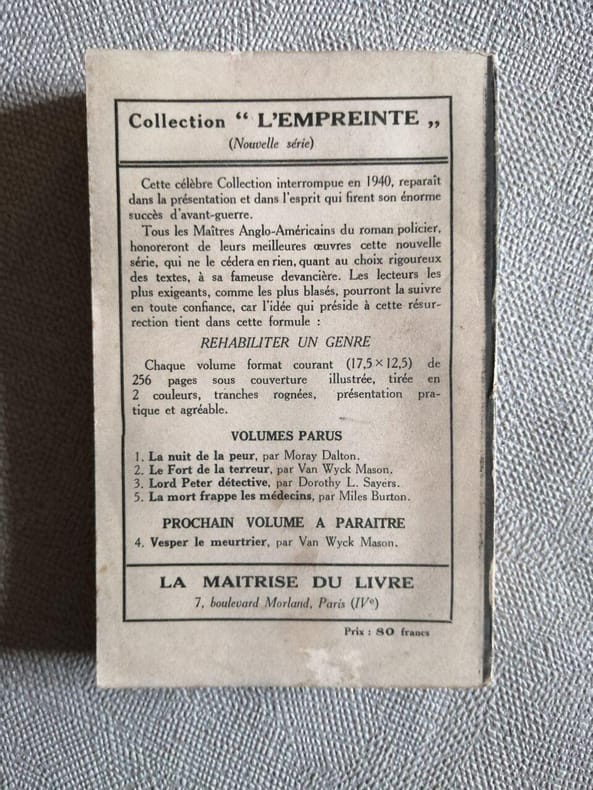 Collection “ L'EMPREINTE „
(Nouvelle série)
Cette célèbre Collection interrompue en 1940, reparaît
dans la présentation et dans l'esprit qui firent son énorme
succès d'avant-guerre.
Tous les Maîtres Anglo-Américains du roman policier,
honoreront de leurs meilleures œuvres cette nouvelle
série, qui ne le cédera en rien, quant au choix rigoureux
des textes, à sa fameuse devancière. Les lecteurs les
plus exigeants, comme les plus blasés, pourront la suivre
en toute confiance, car l'idée qui préside à cette résur-
rection tient dans cette formule :
REHABILITER UN GENRE
Chaque volume format courant (17,5 × 12,5) de
256 pages sous couverture illustrée, tirée en
2 couleurs, tranches rognées, présentation pra-
tique et agréable.
VOLUMES PARUS
1. La nuit de la peur, par Moray Dalton.
2. Le Fort de la terreur, par Van Wyck Mason.
3. Lord Peter détective, par Dorothy L. Sayers.
5. La mort frappe les médecins, par Miles Burton.
PROCHAIN VOLUME A PARAITRE
4. Vesper le meurtrier, par Van Wyck Mason.
LA MAITRISE DU LIVRE
7, boulevard Morland, Paris (IVe)
Prix : 80 francs